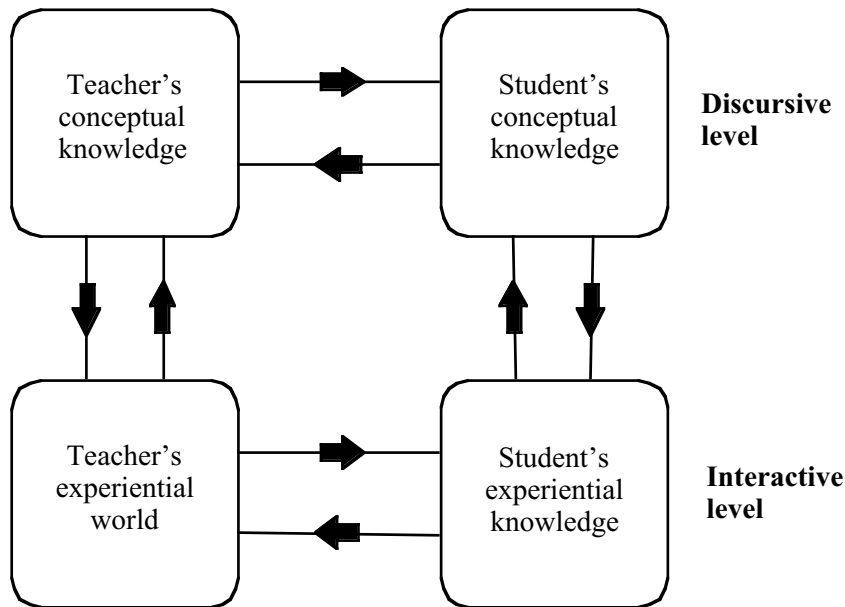 Teacher’s
conceptual
knowledge
Student’s
conceptual
knowledge
Discursive
level
Teacher’s
experiential
world
Student’s
experiential
knowledge
Interactive
level